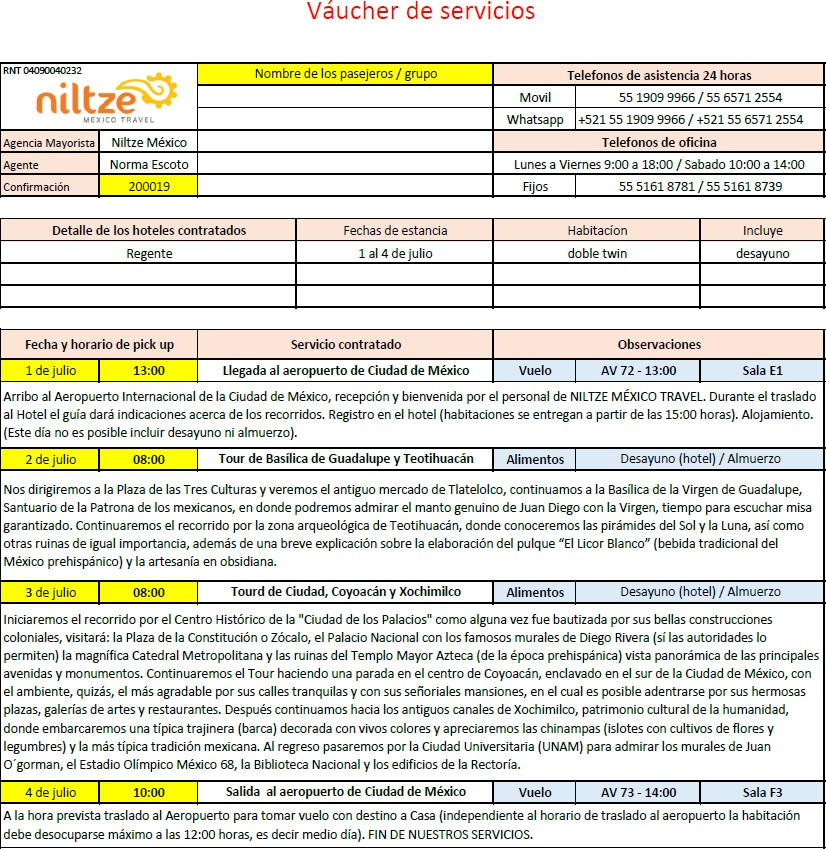 Váucher de servicios
RNT 04090040232
niltze
MEXICO TRAVEL
Nombre de los pasejeros / grupo
Telefonos de asistencia 24 horas
Movil 55 1909 9966 / 55 6571 2554
Whatsapp +521 55 1909 9966 / +521 55 6571 2554
Agencia Mayorista Niltze México Telefonos de oficina
Agente Norma Escoto Lunes a Viernes 9:00 a 18:00 / Sabado 10:00 a 14:00
Confirmación 200019 Fijos 55 5161 8781 / 55 5161 8739
Detalle de los hoteles contratados Fechas de estancia Habitacíon Incluye
Regente 1 al 4 de julio doble twin desayuno
Fecha y horario de pick up Servicio contratado Observaciones
1 de julio 13:00 Llegada al aeropuerto de Ciudad de México Vuelo AV 72 - 13:00 Sala E1
Arribo al Aeropuerto Internacional de la Ciudad de México, recepción y bienvenida por el personal de NILTZE MÉXICO TRAVEL. Durante el traslado
al Hotel el guía dará indicaciones acerca de los recorridos. Registro en el hotel (habitaciones se entregan a partir de las 15:00 horas). Alojamiento.
(Este día no es posible incluir desayuno ni almuerzo).
2 de julio 08:00 Tour de Basílica de Guadalupe y Teotihuacán Alimentos Desayuno (hotel) / Almuerzo
Nos dirigiremos a la Plaza de las Tres Culturas y veremos el antiguo mercado de Tlatelolco, continuamos a la Basílica de la Virgen de Guadalupe,
Santuario de la Patrona de los mexicanos, en donde podremos admirar el manto genuino de Juan Diego con la Virgen, tiempo para escuchar misa
garantizado. Continuaremos el recorrido por la zona arqueológica de Teotihuacán, donde conoceremos las pirámides del Sol y la Luna, así como
otras ruinas de igual importancia, además de una breve explicación sobre la elaboración del pulque “El Licor Blanco” (bebida tradicional del
México prehispánico) y la artesanía en obsidiana.
3 de julio 08:00 Tourd de Ciudad, Coyoacán y Xochimilco Alimentos Desayuno (hotel) / Almuerzo
Iniciaremos el recorrido por el Centro Histórico de la "Ciudad de los Palacios" como alguna vez fue bautizada por sus bellas construcciones
coloniales, visitará: la Plaza de la Constitución o Zócalo, el Palacio Nacional con los famosos murales de Diego Rivera (sí las autoridades lo
permiten) la magnífica Catedral Metropolitana y las ruinas del Templo Mayor Azteca (de la época prehispánica) vista panorámica de las principales
avenidas y monumentos. Continuaremos el Tour haciendo una parada en el centro de Coyoacán, enclavado en el sur de la Ciudad de México, con
el ambiente, quizás, el más agradable por sus calles tranquilas y con sus señoriales mansiones, en el cual es posible adentrarse por sus hermosas
plazas, galerías de artes y restaurantes. Después continuamos hacia los antiguos canales de Xochimilco, patrimonio cultural de la humanidad,
donde embarcaremos una típica trajinera (barca) decorada con vivos colores y apreciaremos las chinampas (islotes con cultivos de flores y
legumbres) y la más típica tradición mexicana. Al regreso pasaremos por la Ciudad Universitaria (UNAM) para admirar los murales de Juan
O´gorman, el Estadio Olímpico México 68, la Biblioteca Nacional y los edificios de la Rectoría.
4 de julio 10:00 Salida al aeropuerto de Ciudad de México Vuelo AV 73 - 14:00 Sala F3
A la hora prevista traslado al Aeropuerto para tomar vuelo con destino a Casa (independiente al horario de traslado al aeropuerto la habitación
debe desocuparse máximo a las 12:00 horas, es decir medio día). FIN DE NUESTROS SERVICIOS.